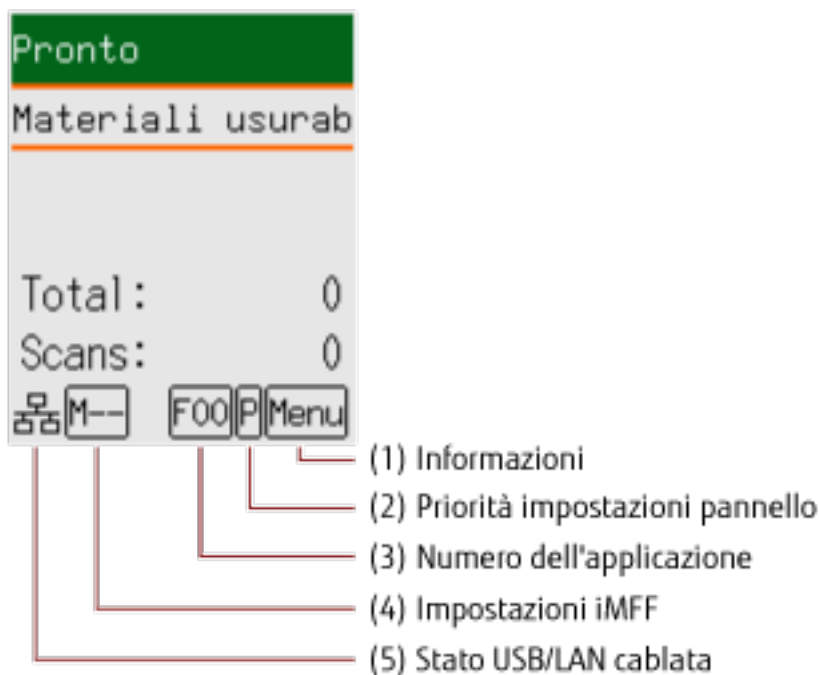 Pronto
Materiali usurab
Total: 0
Scans: 0
M-- F00 P Menu
(1) Informazioni
(2) Priorità impostazioni pannello
(3) Numero dell'applicazione
(4) Impostazioni iMFF
(5) Stato USB/LAN cablata